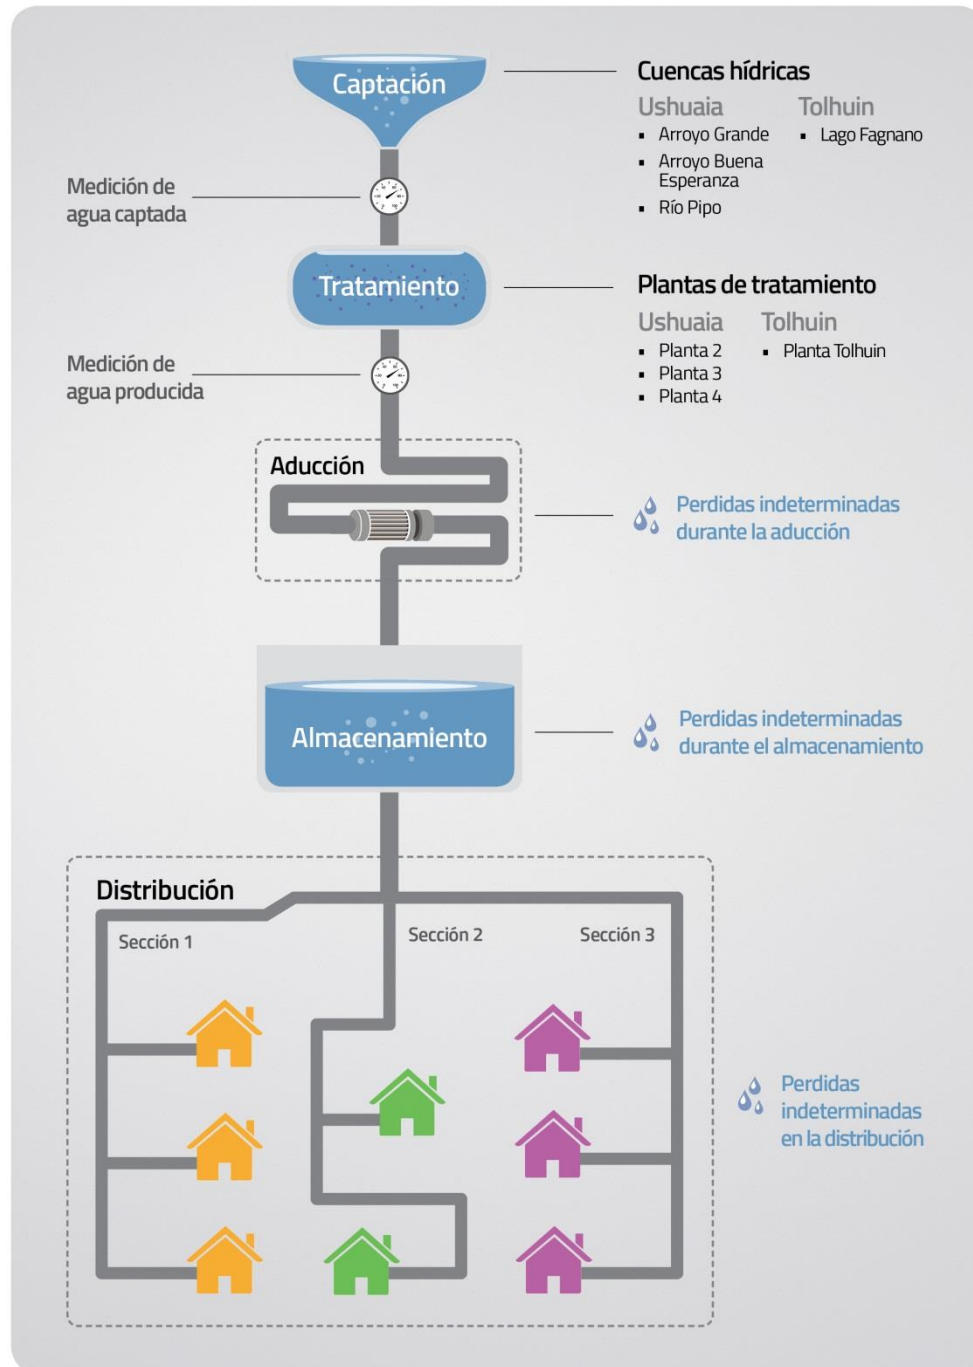 Captación
Cuencas hídricas
Ushuaia
▪ Arroyo Grande
▪ Arroyo Buena
Esperanza
▪ Río Pipo
Tolhuin
▪ Lago Fagnano
Medición de
agua captada
Tratamiento
Plantas de tratamiento
Ushuaia
▪ Planta 2
▪ Planta 3
▪ Planta 4
Tolhuin
▪ Planta Tolhuin
Medición de
agua producida
Aducción
Perdidas indeterminadas
durante la aducción
Almacenamiento
Perdidas indeterminadas
durante el almacenamiento
Distribución
Sección 1
Sección 2
Sección 3
Perdidas
indeterminadas
en la distribución